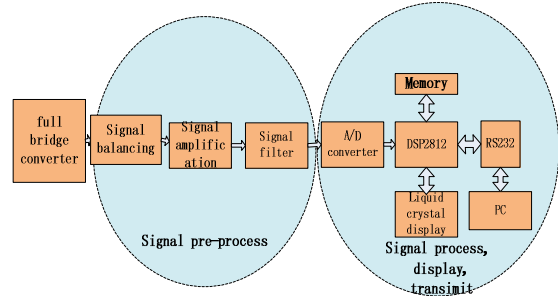 full
bridge
converter
Signal
balancing
Signal
amplific
ation
Signal
filter
A/D
converter
Memory
DSP2812
RS232
Liquid
crystal
display
PC
Signal pre-process
Signal process,
display,
transimit